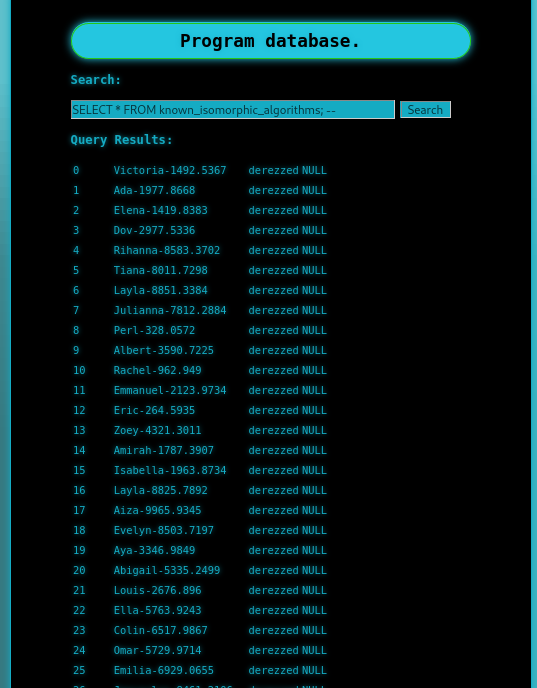 Program database.
Search:
SELECT * FROM known_isomorphic_algorithms; --
Search
Query Results:
0 Victoria-1492.5367 derezzed NULL
1 Ada-1977.8668 derezzed NULL
2 Elena-1419.8383 derezzed NULL
3 Dov-2977.5336 derezzed NULL
4 Rihanna-8583.3702 derezzed NULL
5 Tiana-8011.7298 derezzed NULL
6 Layla-8851.3384 derezzed NULL
7 Julianna-7812.2884 derezzed NULL
8 Perl-328.0572 derezzed NULL
9 Albert-3590.7225 derezzed NULL
10 Rachel-962.949 derezzed NULL
11 Emmanuel-2123.9734 derezzed NULL
12 Eric-264.5935 derezzed NULL
13 Zoey-4321.3011 derezzed NULL
14 Amirah-1787.3907 derezzed NULL
15 Isabella-1963.8734 derezzed NULL
16 Layla-8825.7892 derezzed NULL
17 Aiza-9965.9345 derezzed NULL
18 Evelyn-8503.7197 derezzed NULL
19 Aya-3346.9849 derezzed NULL
20 Abigail-5335.2499 derezzed NULL
21 Louis-2676.896 derezzed NULL
22 Ella-5763.9243 derezzed NULL
23 Colin-6517.9867 derezzed NULL
24 Omar-5729.9714 derezzed NULL
25 Emilia-6929.0655 derezzed NULL